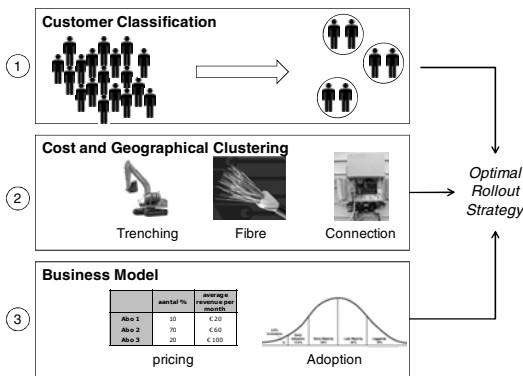 Customer Classification
1
Cost and Geographical Clustering
2
Trenching
Fibre
Connection
Optimal
Rollout
Strategy
Business Model
3
aantal %
average
revenue per
month
Abo 1 10 € 20
Abo 2 70 € 60
Abo 3 20 € 100
pricing
Adoption